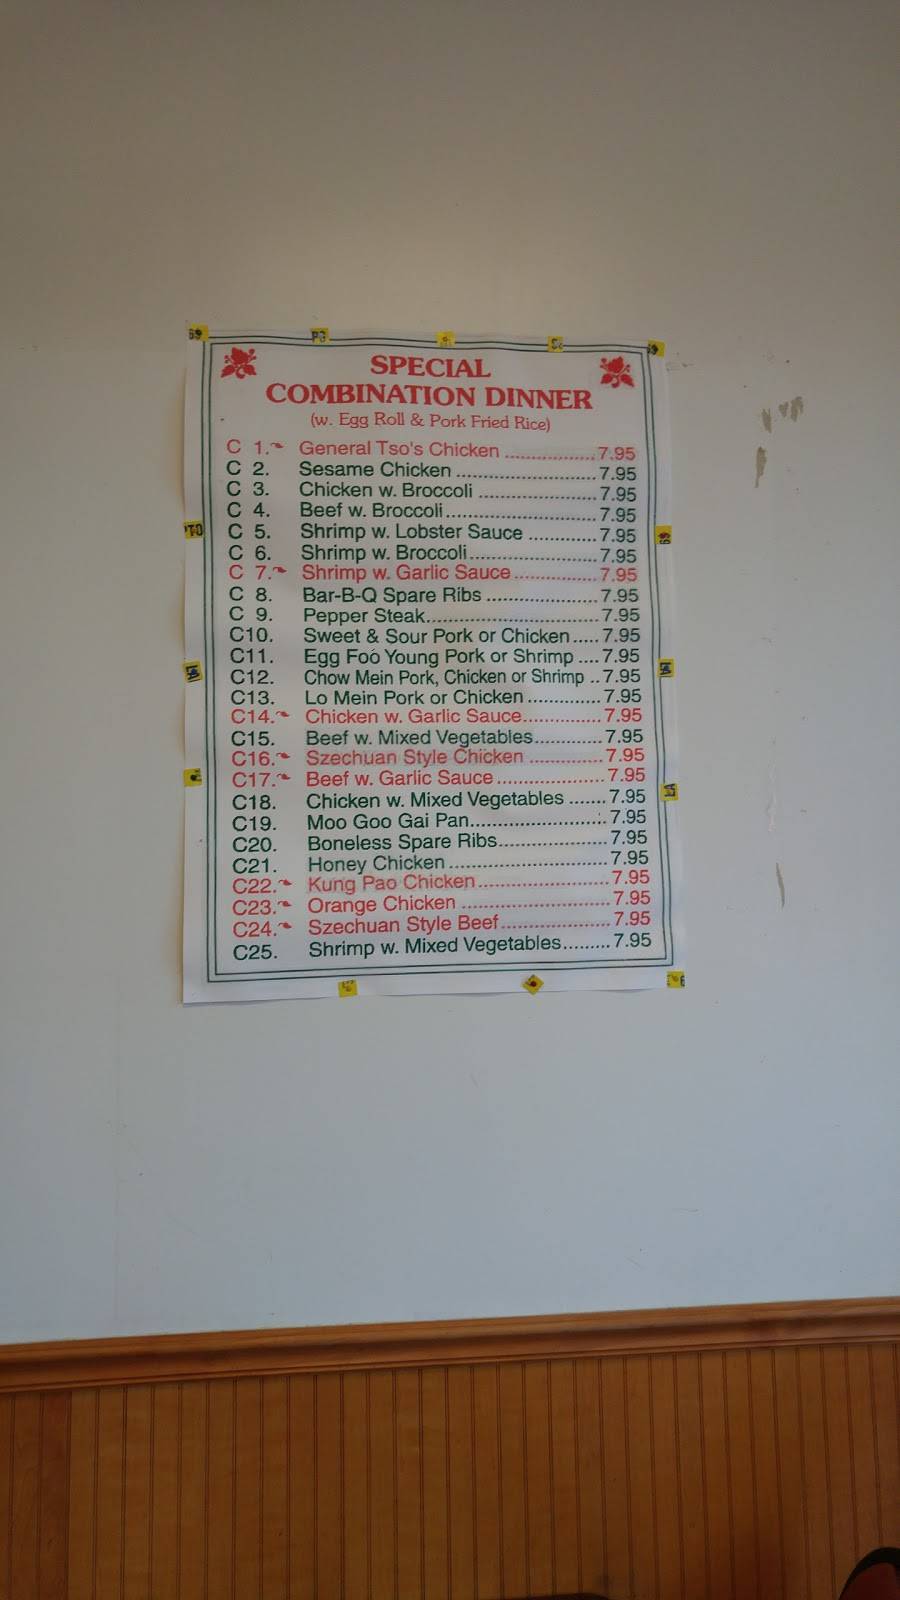 SPECIAL
COMBINATION DINNER
(w. Egg Roll & Pork Fried Rice)
C 1. General Tso's Chicken ..................7.95
C 2. Sesame Chicken ........................7.95
C 3. Chicken w. Broccoli ....................7.95
C 4. Beef w. Broccoli..........................7.95
C 5. Shrimp w. Lobster Sauce ............7.95
C 6. Shrimp w. Broccoli......................7.95
C 7. Shrimp w. Garlic Sauce..............7.95
C 8. Bar-B-Q Spare Ribs ...................7.95
C 9. Pepper Steak.............................7.95
C10. Sweet & Sour Pork or Chicken .....7.95
C11. Egg Foo Young Pork or Shrimp ....7.95
C12. Chow Mein Pork, Chicken or Shrimp ..7.95
C13. Lo Mein Pork or Chicken .............7.95
C14. Chicken w. Garlic Sauce..............7.95
C15. Beef w. Mixed Vegetables............7.95
C16. Szechuan Style Chicken .............7.95
C17. Beef w. Garlic Sauce ..................7.95
C18. Chicken w. Mixed Vegetables .......7.95
C19. Moo Goo Gai Pan.......................7.95
C20. Boneless Spare Ribs...................7.95
C21. Honey Chicken ...........................7.95
C22. Kung Pao Chicken......................7.95
C23. Orange Chicken .........................7.95
C24. Szechuan Style Beef...................7.95
C25. Shrimp w. Mixed Vegetables.........7.95